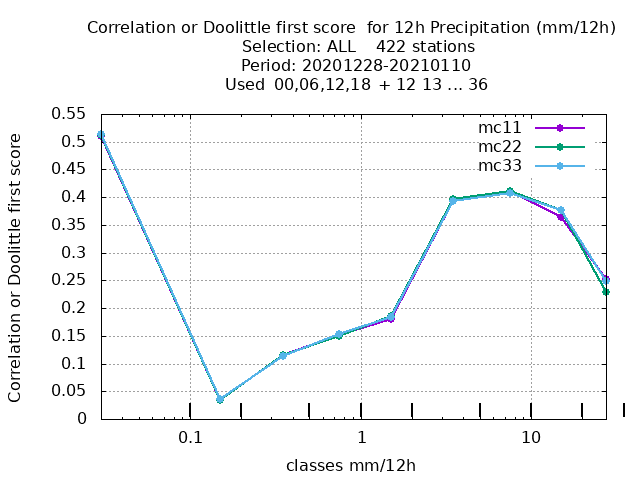 Correlation or Doolittle first score  for 12h Precipitation (mm/12h)
Selection: ALL    422 stations
Period: 20201228-20210110
Used  00,06,12,18  + 12 13 ... 36
mc11
mc22
mc33
0.55
0.5
0.45
0.4
0.35
0.3
0.25
0.2
0.15
0.1
0.05
0
Correlation or Doolittle first score
0.1
1
10
classes mm/12h